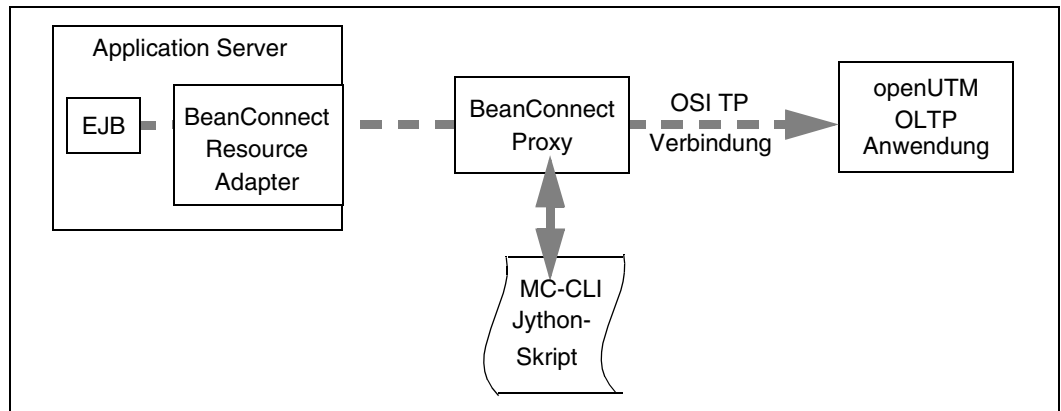 Application Server
EJB
BeanConnect
Resource
Adapter
BeanConnect
Proxy
OSI TP
Verbindung
openUTM
OLTP
Anwendung
MC-CLI
Jython-
Skript